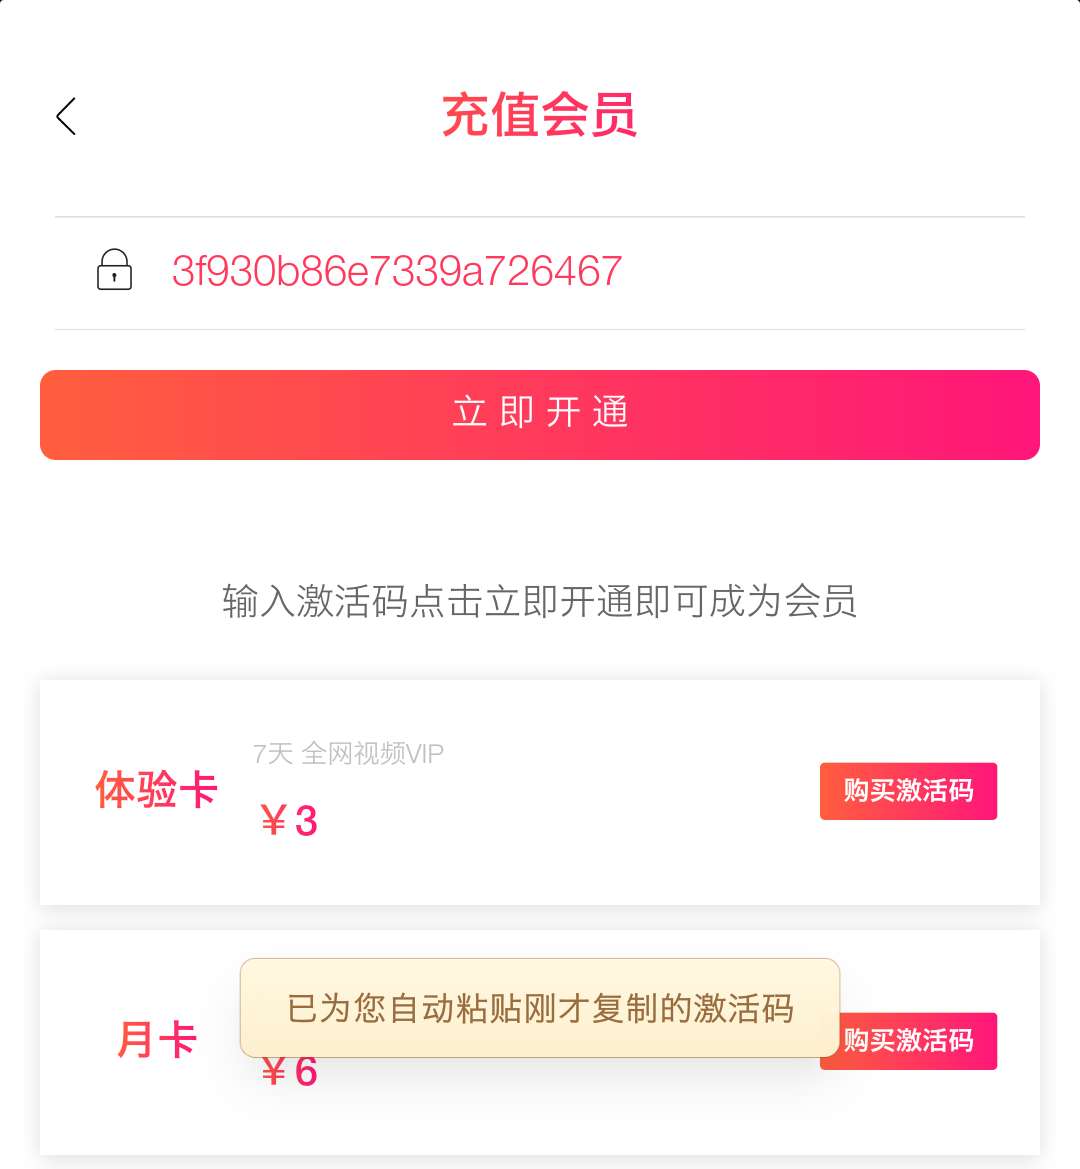 充值会员
3f930b86e7339a726467
立即开通
输入激活码点击立即开通即可成为会员
7天 全网视频VIP
体验卡
￥3
购买激活码
已为您自动粘贴刚才复制的激活码
月卡
￥6
购买激活码